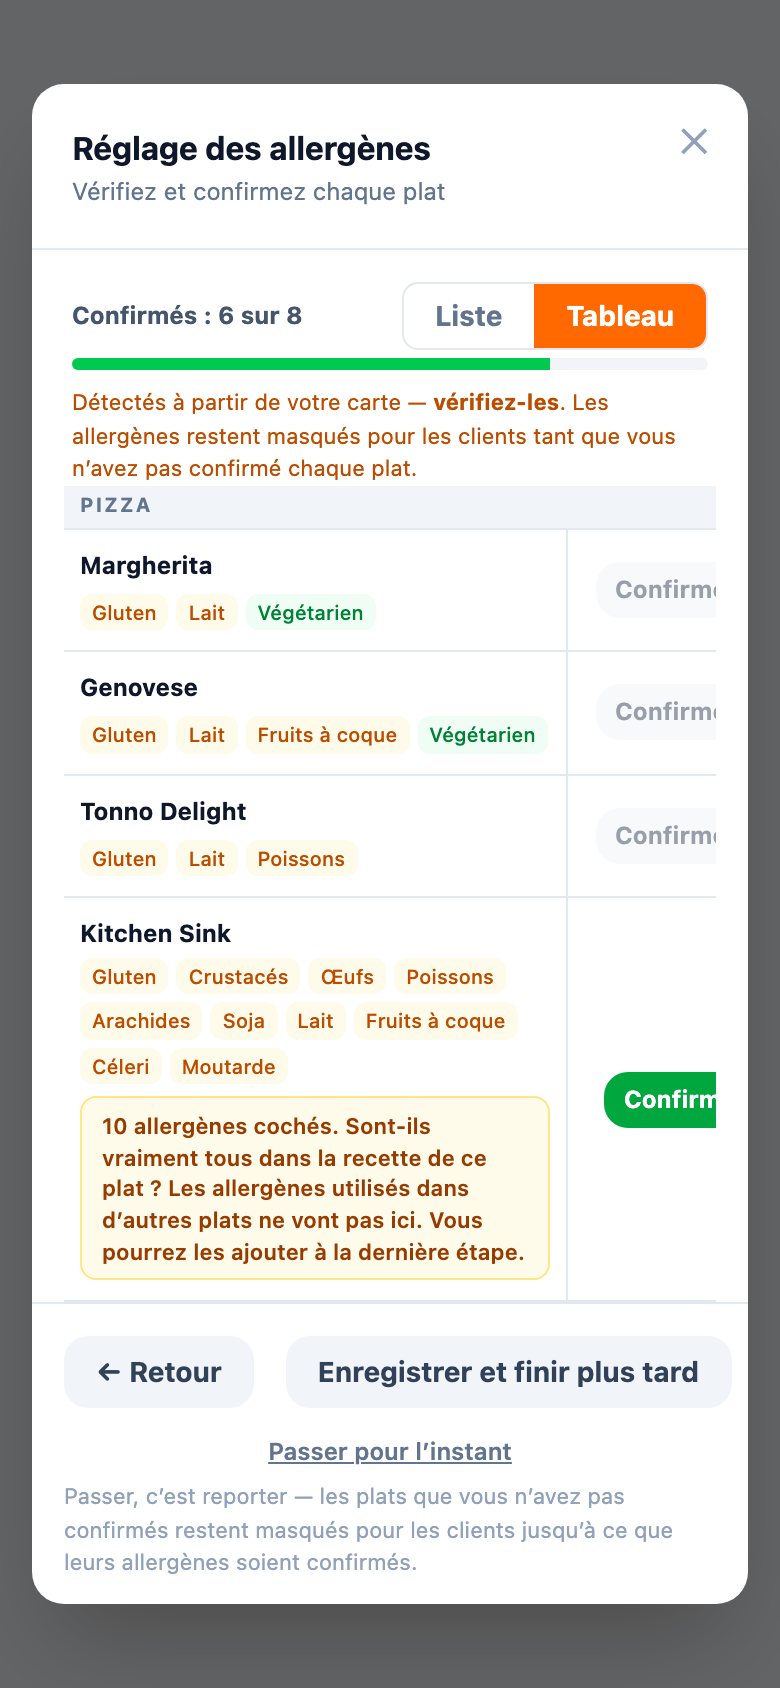 Réglage des allergènes
Vérifiez et confirmez chaque plat
Confirmés : 6 sur 8
Liste
Tableau
Détectés à partir de votre carte — vérifiez-les. Les
allergènes restent masqués pour les clients tant que vous
n’avez pas confirmé chaque plat.
PIZZA
Margherita
Gluten Lait Végétarien
Confirmé
Genovese
Gluten Lait Fruits à coque Végétarien
Confirmé
Tonno Delight
Gluten Lait Poissons
Confirmé
Kitchen Sink
Gluten Crustacés Œufs Poissons
Arachides Soja Lait Fruits à coque
Céleri Moutarde
Confirm
10 allergènes cochés. Sont-ils
vraiment tous dans la recette de ce
plat ? Les allergènes utilisés dans
d’autres plats ne vont pas ici. Vous
pourrez les ajouter à la dernière étape.
← Retour
Enregistrer et finir plus tard
Passer pour l’instant
Passer, c’est reporter — les plats que vous n’avez pas
confirmés restent masqués pour les clients jusqu’à ce que
leurs allergènes soient confirmés.